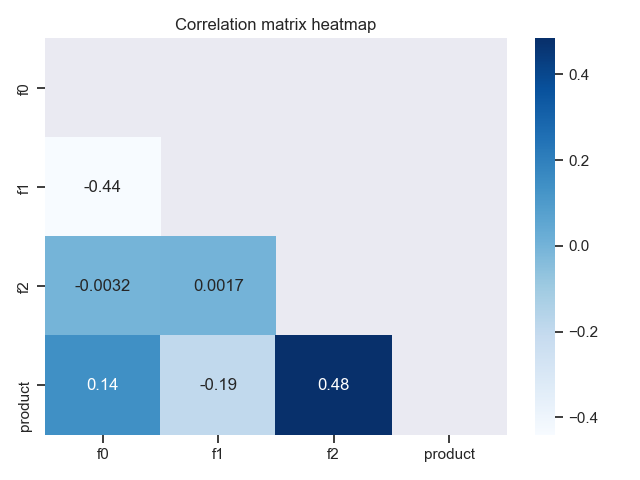 Correlation matrix heatmap
f0
f1
f2
product
-0.44
-0.0032
0.0017
0.14
-0.19
0.48
f0
f1
f2
product
0.4
0.2
0.0
−0.2
−0.4